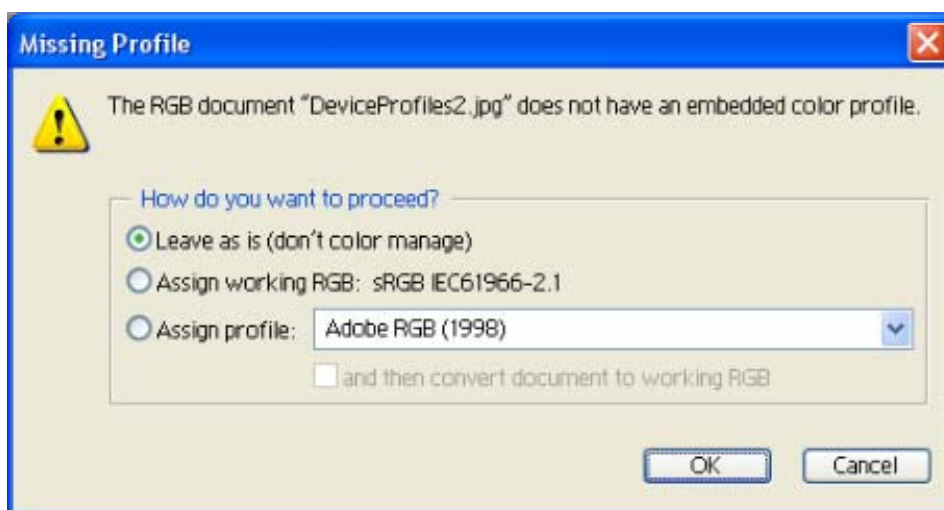 Missing Profile
The RGB document “DeviceProfiles2.jpg” does not have an embedded color profile.
How do you want to proceed?
Leave as is (don't color manage)
Assign working RGB: sRGB IEC61966-2.1
Assign profile: Adobe RGB (1998)
and then convert document to working RGB
OK Cancel